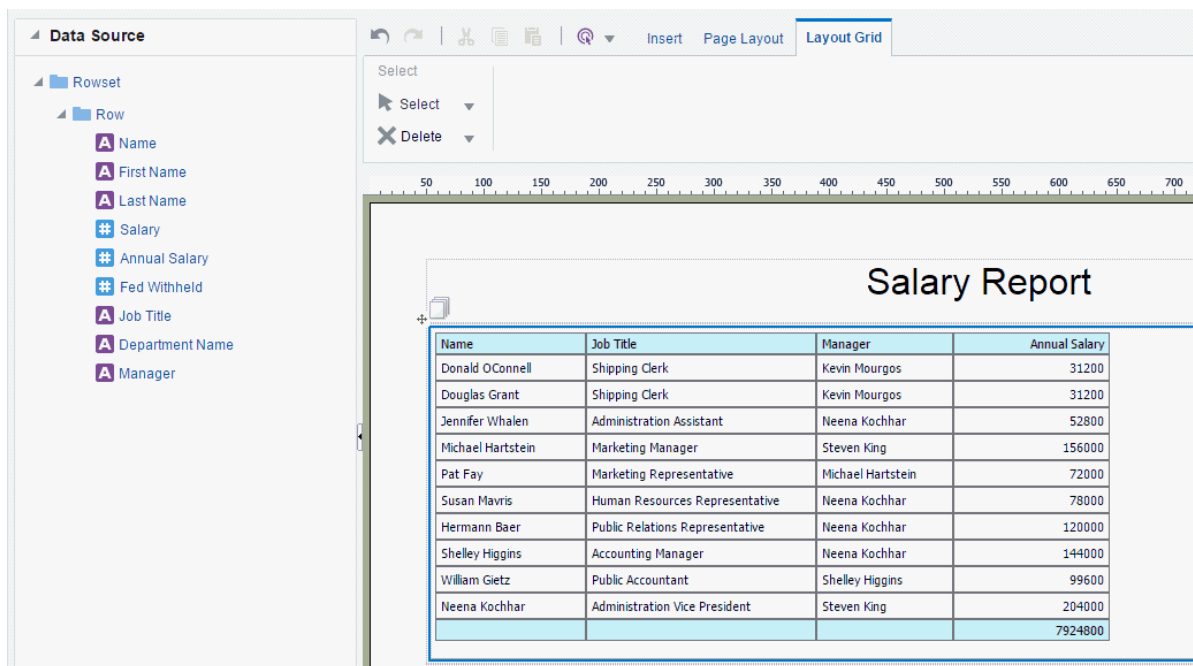 Data Source
Rowset
Row
A Name
A First Name
A Last Name
# Salary
# Annual Salary
# Fed Withheld
A Job Title
A Department Name
A Manager
Insert Page Layout Layout Grid
Select
Select
Delete
50 100 150 200 250 300 350 400 450 500 550 600 650 700
Salary Report
Name Job Title Manager Annual Salary
Donald OConnell Shipping Clerk Kevin Mourgos 31200
Douglas Grant Shipping Clerk Kevin Mourgos 31200
Jennifer Whalen Administration Assistant Neena Kochhar 52800
Michael Hartstein Marketing Manager Steven King 156000
Pat Fay Marketing Representative Michael Hartstein 72000
Susan Mavris Human Resources Representative Neena Kochhar 78000
Hermann Baer Public Relations Representative Neena Kochhar 120000
Shelley Higgins Accounting Manager Neena Kochhar 144000
William Gietz Public Accountant Shelley Higgins 99600
Neena Kochhar Administration Vice President Steven King 204000
7924800